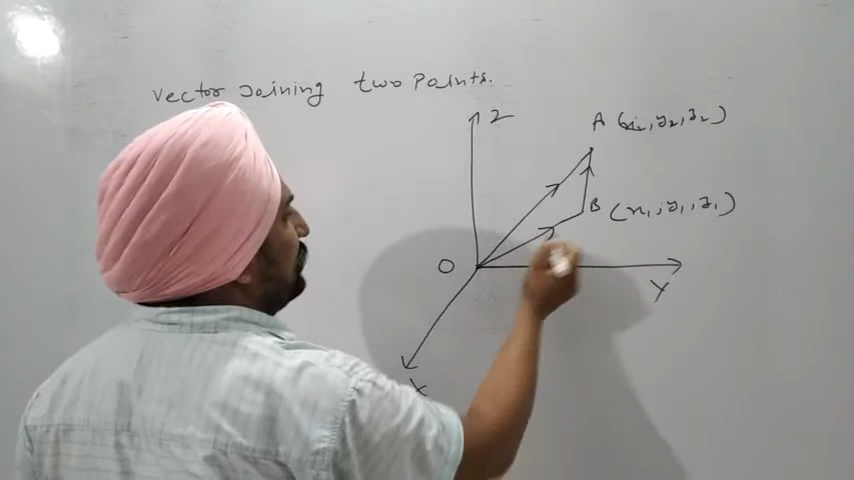 Vector Joining two Points.
Z
A (x₂, y₂, z₂)
B (x₁, y₁, z₁)
O
Y
X